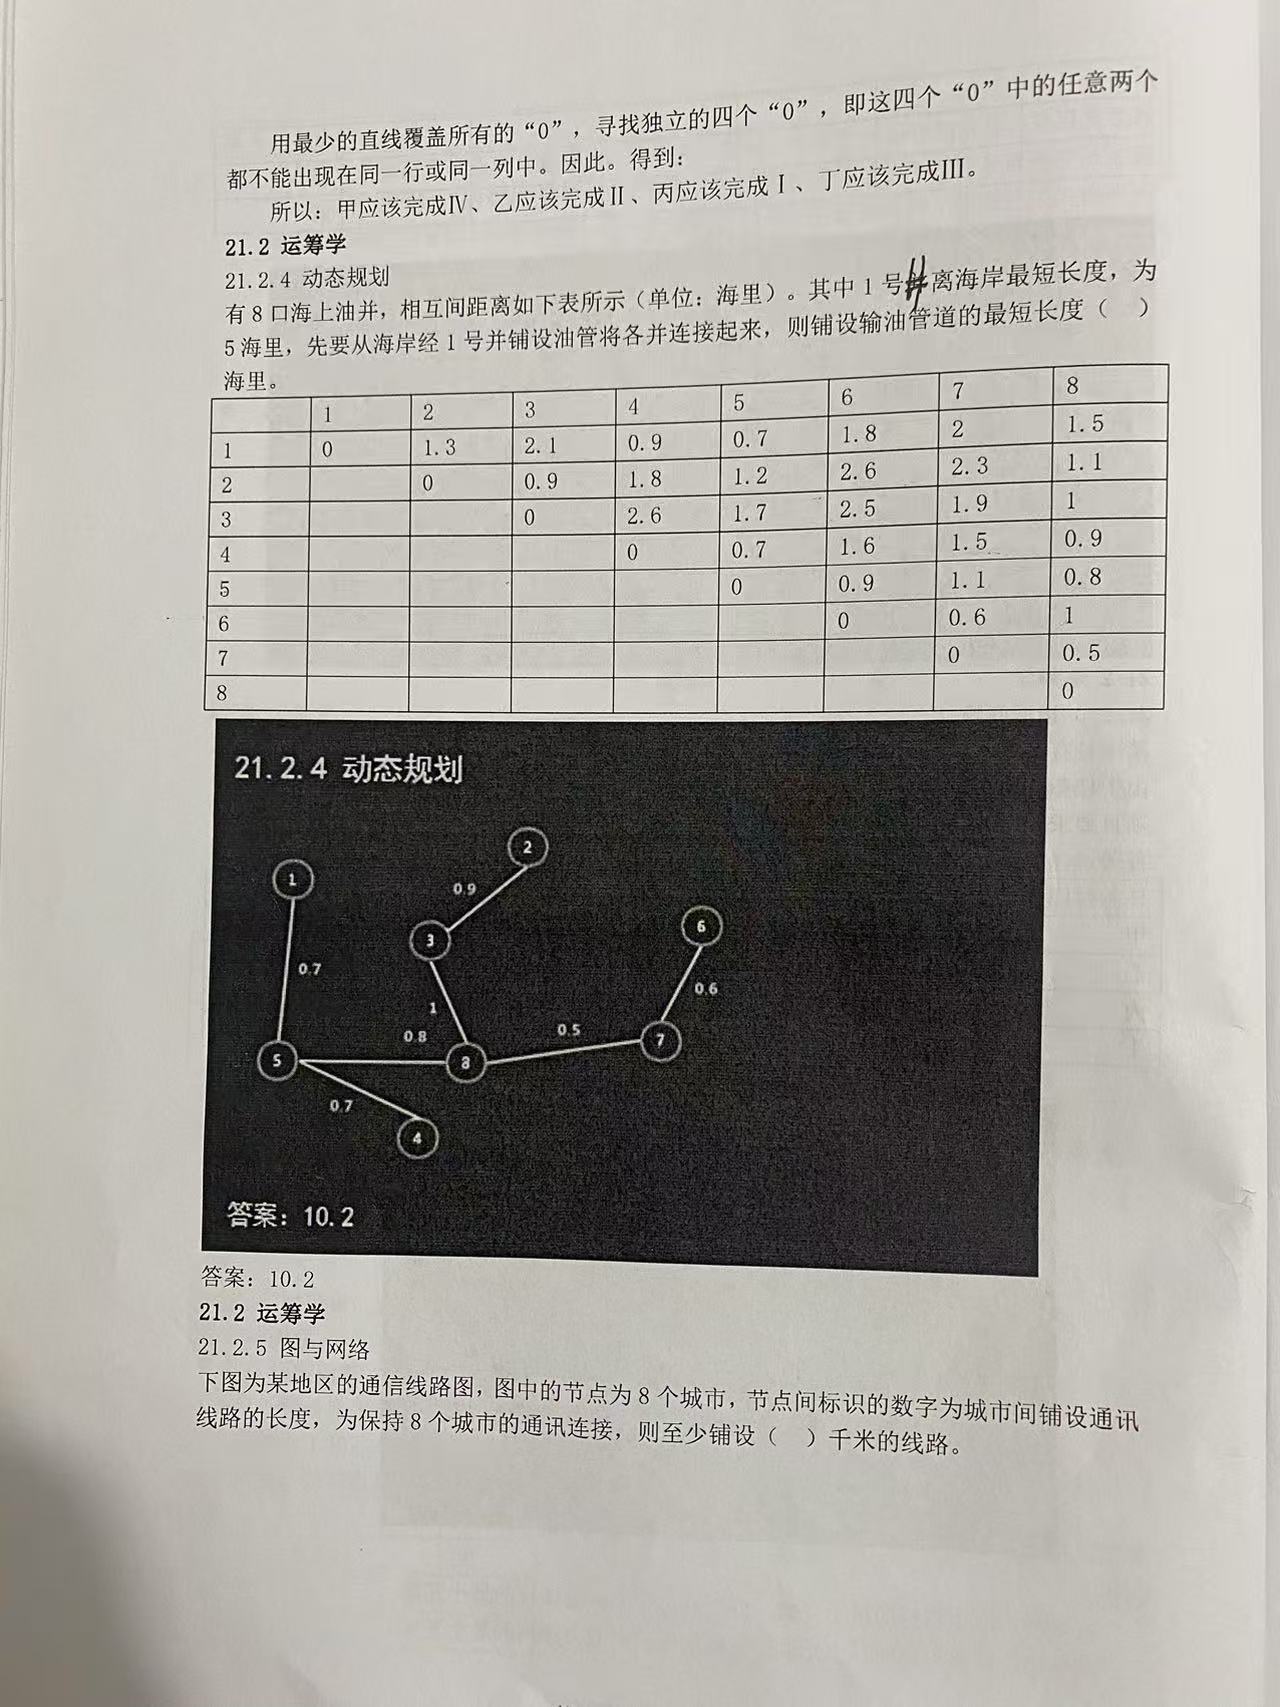 用最少的直线覆盖所有的“0”，寻找独立的四个“0”，即这四个“0”中的任意两个
都不能出现在同一行或同一列中。因此。得到：
所以：甲应该完成Ⅳ、乙应该完成Ⅱ、丙应该完成Ⅰ、丁应该完成Ⅲ。
21.2 运筹学
21.2.4 动态规划
有8口海上油并，相互间距离如下表所示（单位：海里）。其中1号井离海岸最短长度，为
5海里，先要从海岸经1号并铺设油管将各并连接起来，则铺设输油管道的最短长度（ ）
海里。
1 2 3 4 5 6 7 8
1 0 1.3 2.1 0.9 0.7 1.8 2 1.5
2 0 0.9 1.8 1.2 2.6 2.3 1.1
3 0 2.6 1.7 2.5 1.9 1
4 0 0.7 1.6 1.5 0.9
5 0 0.9 1.1 0.8
6 0 0.6 1
7 0 0.5
8 0
21.2.4 动态规划
2
1
0.9
6
3
0.7
0.6
1
0.8
0.5
7
5
8
0.7
4
答案：10.2
答案：10.2
21.2 运筹学
21.2.5 图与网络
下图为某地区的通信线路图，图中的节点为8个城市，节点间标识的数字为城市间铺设通讯
线路的长度，为保持8个城市的通讯连接，则至少铺设（ ）千米的线路。